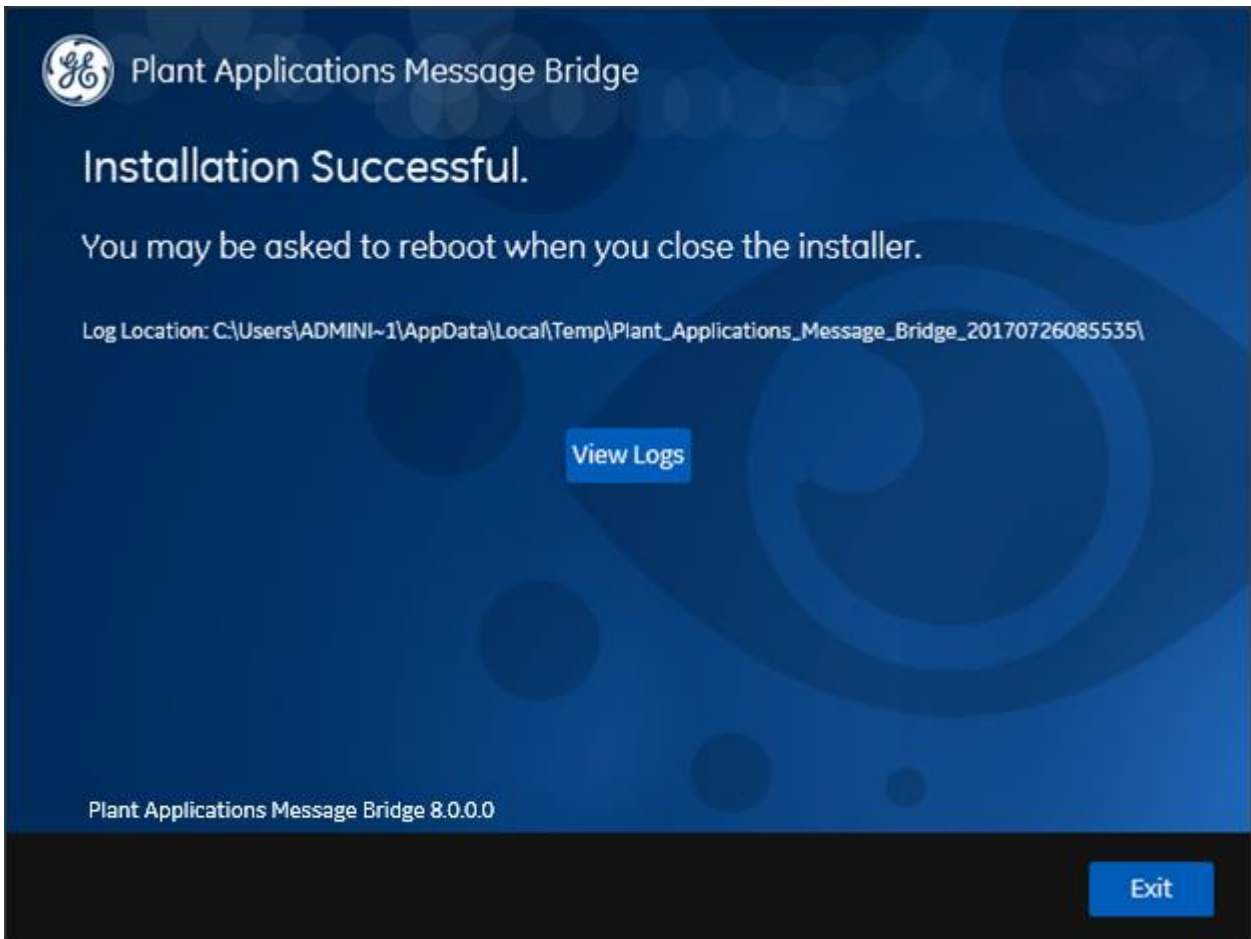 Plant Applications Message Bridge
Installation Successful.
You may be asked to reboot when you close the installer.
Log Location: C:\Users\ADMINI~1\AppData\Local\Temp\Plant_Applications_Message_Bridge_20170726085535\
View Logs
Plant Applications Message Bridge 8.0.0.0
Exit